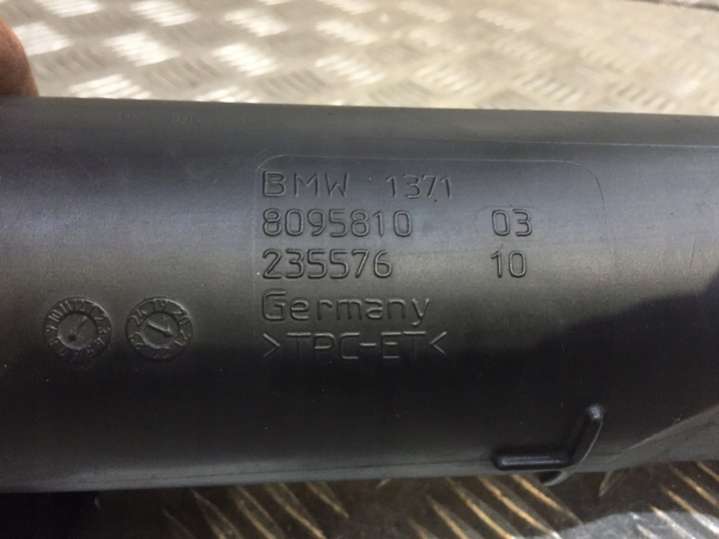 BMW 1371
8095810 03
235576 10
Germany
>TPC-ET<